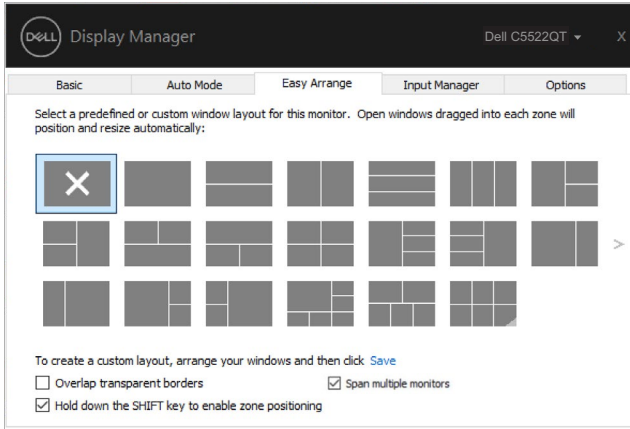 DELL Display Manager Dell C5522QT X
Basic Auto Mode Easy Arrange Input Manager Options
Select a predefined or custom window layout for this monitor. Open windows dragged into each zone will
position and resize automatically:
To create a custom layout, arrange your windows and then click Save
Overlap transparent borders Span multiple monitors
Hold down the SHIFT key to enable zone positioning